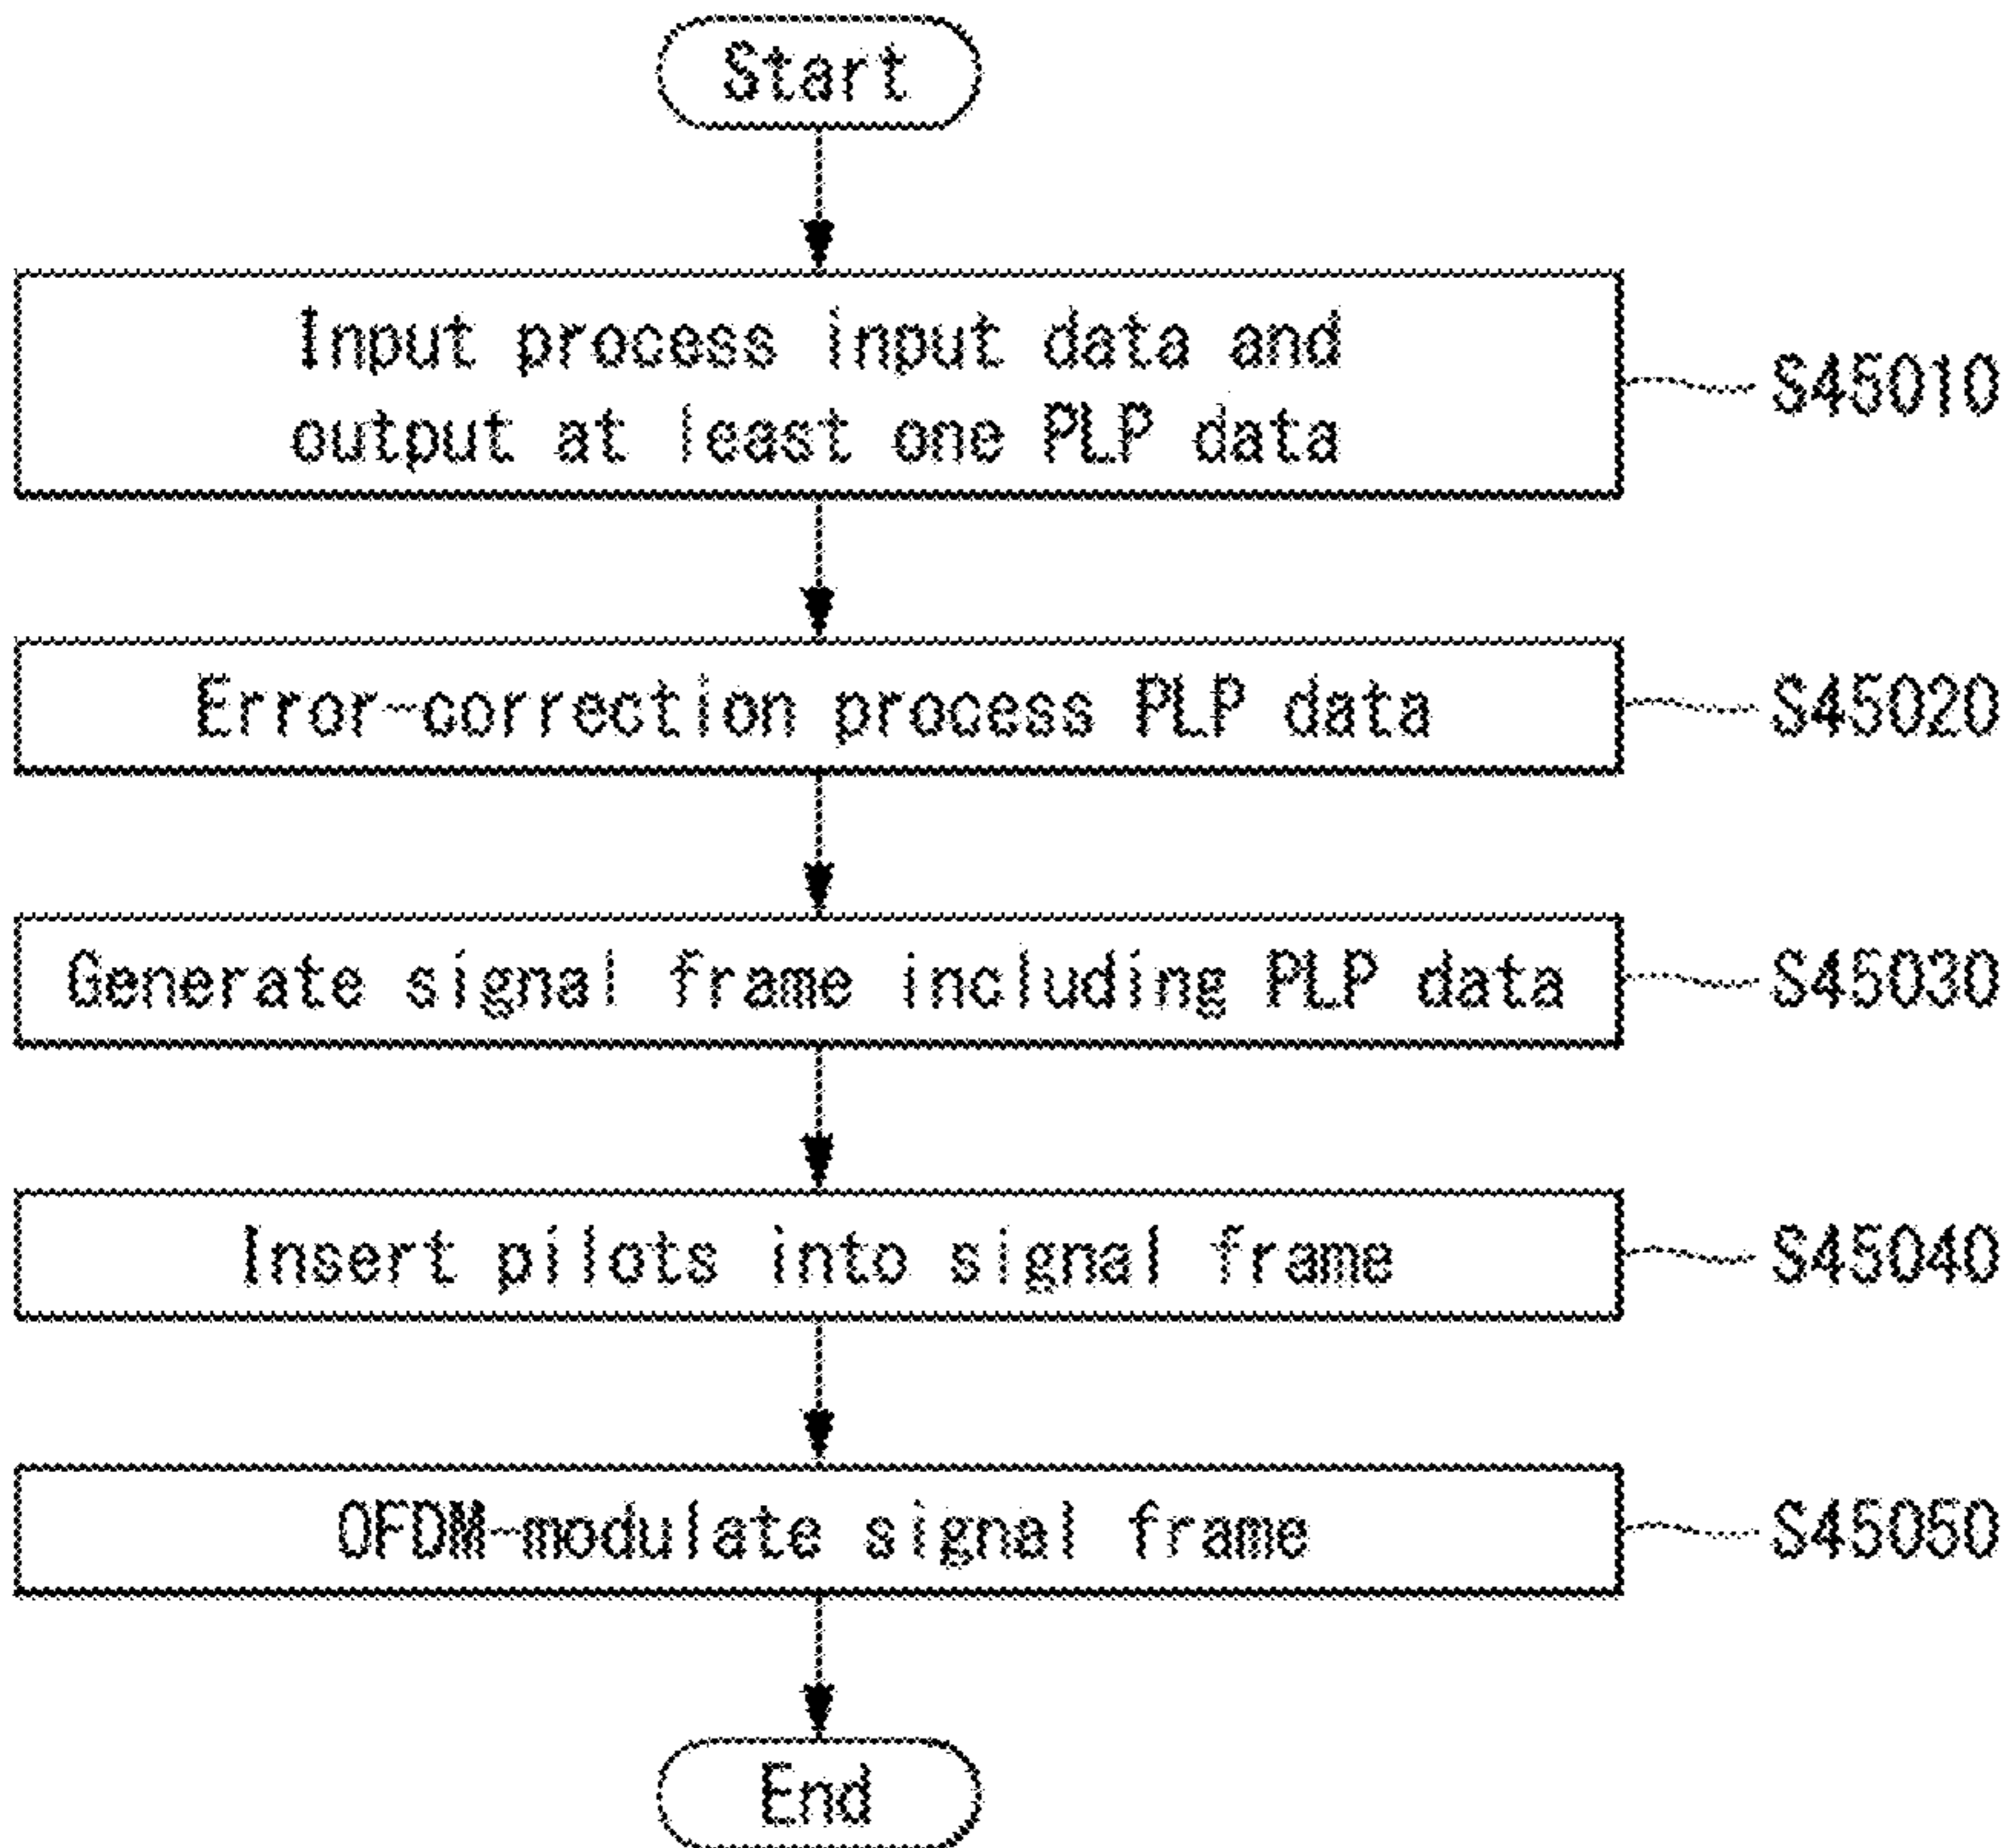 Start
Input process input data and
output at least one PLP data
S45010
Error-correction process PLP data
S45020
Generate signal frame including PLP data
S45030
Insert pilots into signal frame
S45040
OFDM-modulate signal frame
S45050
End